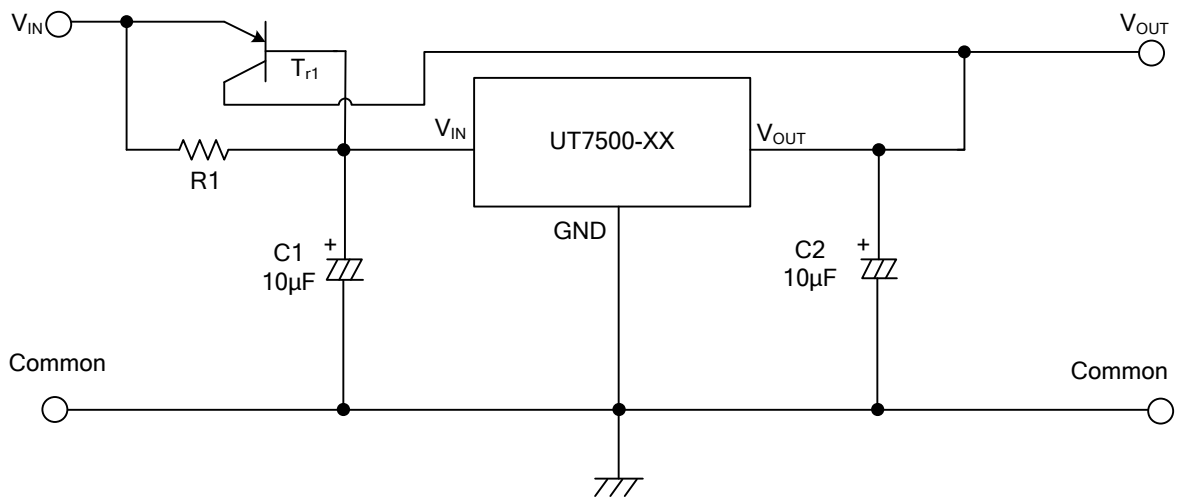 VIN
VOUT
Tr1
VIN
UT7500-XX
VOUT
R1
GND
C1
10µF
+
C2
10µF
+
Common
Common